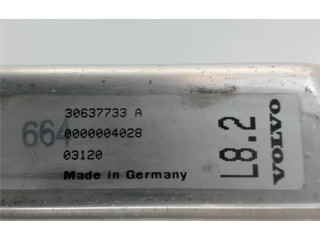 30637733 A
664
0000004028
03120
Made in Germany
L8.2
VOLVO